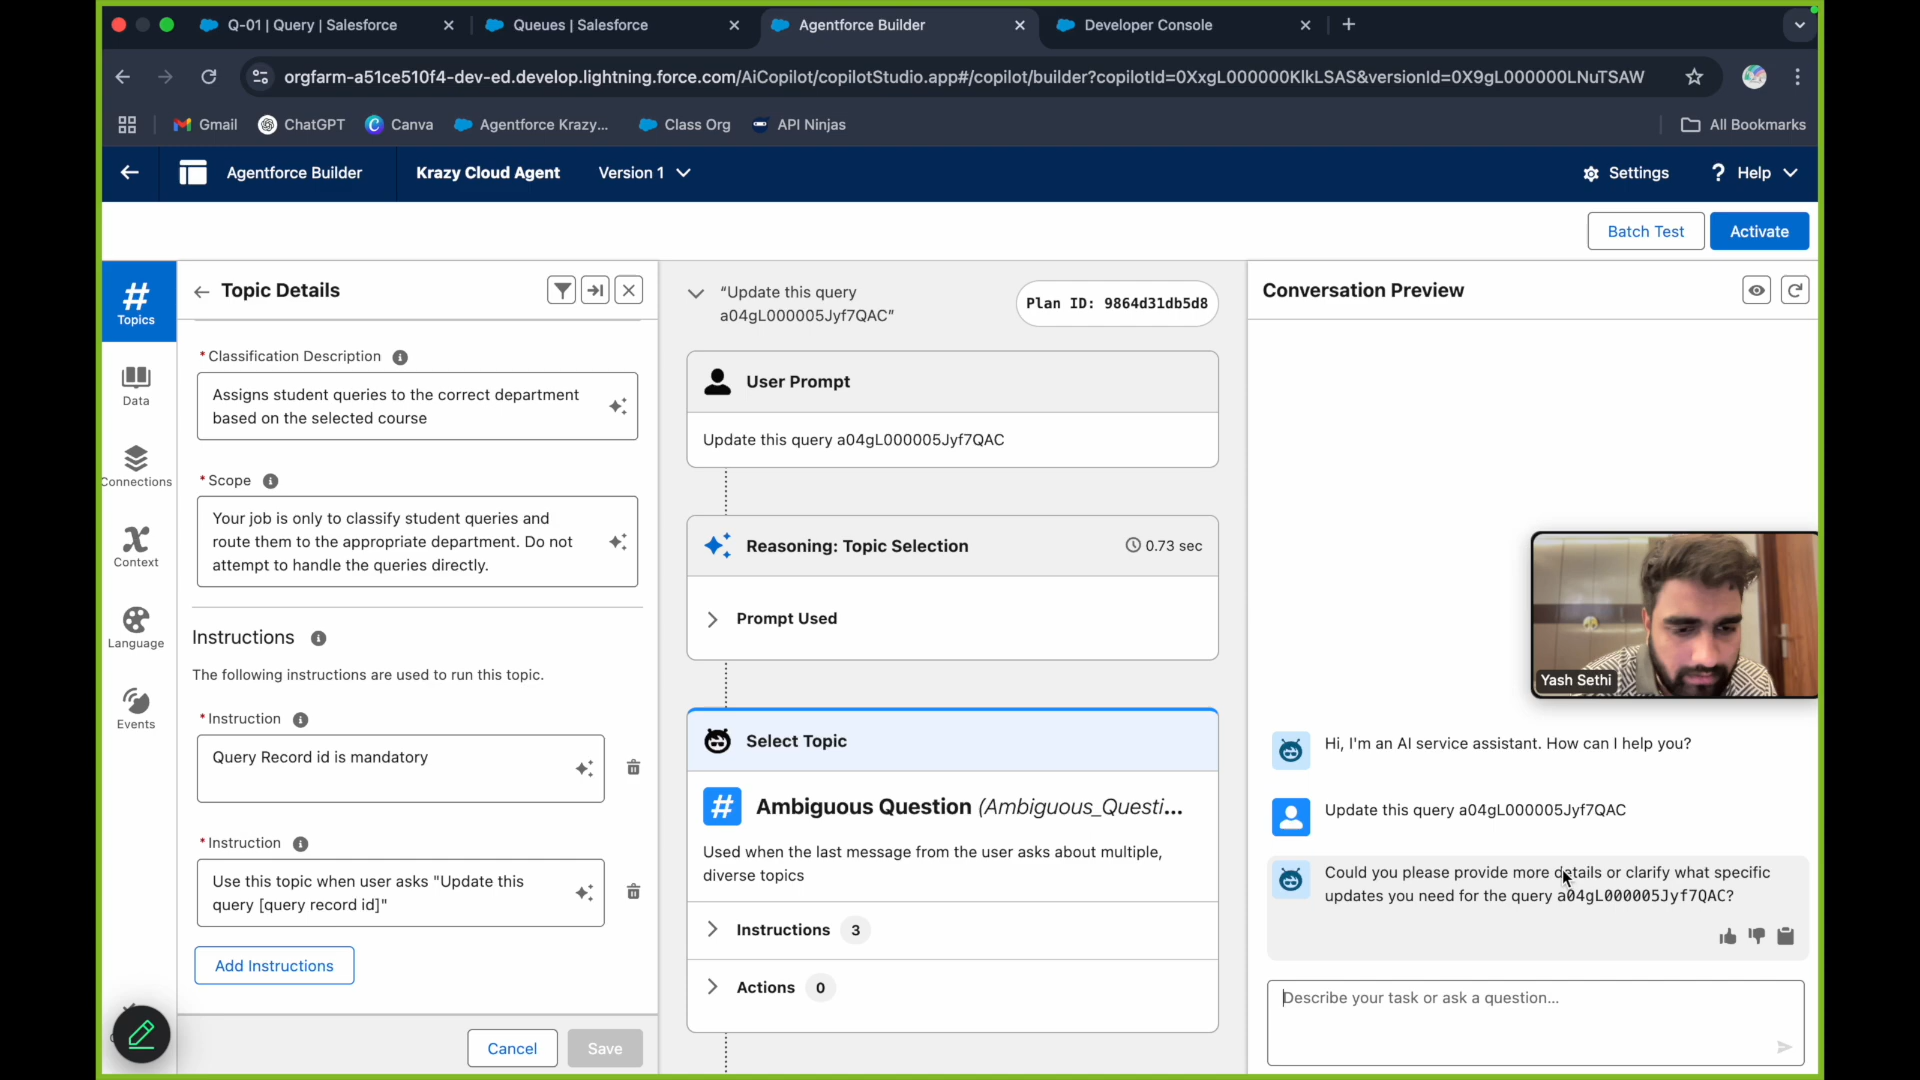 Q-01 | Query | Salesforce
Queues | Salesforce
Agentforce Builder
Developer Console
orgfarm-a51ce510f4-dev-ed.develop.lightning.force.com/AiCopilot/copilotStudio.app#/copilot/builder?copilotId=0XxgL000000KlkLSAS&versionId=0X9gL000000LNuTSAW
Gmail
ChatGPT
Canva
Agentforce Krazy...
Class Org
API Ninjas
All Bookmarks
Agentforce Builder
Krazy Cloud Agent
Version 1
Settings
Help
Batch Test
Activate
Topics
Data
Connections
Context
Language
Events
Topic Details
*Classification Description
Assigns student queries to the correct department
based on the selected course
*Scope
Your job is only to classify student queries and
route them to the appropriate department. Do not
attempt to handle the queries directly.
Instructions
The following instructions are used to run this topic.
*Instruction
Query Record id is mandatory
*Instruction
Use this topic when user asks "Update this
query [query record id]"
Add Instructions
Cancel
Save
“Update this query
a04gL000005Jyf7QAC”
Plan ID: 9864d31db5d8
User Prompt
Update this query a04gL000005Jyf7QAC
Reasoning: Topic Selection
0.73 sec
Prompt Used
Select Topic
Ambiguous Question (Ambiguous_Questi...
Used when the last message from the user asks about multiple,
diverse topics
Instructions 3
Actions 0
Conversation Preview
Yash Sethi
Hi, I'm an AI service assistant. How can I help you?
Update this query a04gL000005Jyf7QAC
Could you please provide more details or clarify what specific
updates you need for the query a04gL000005Jyf7QAC?
Describe your task or ask a question...